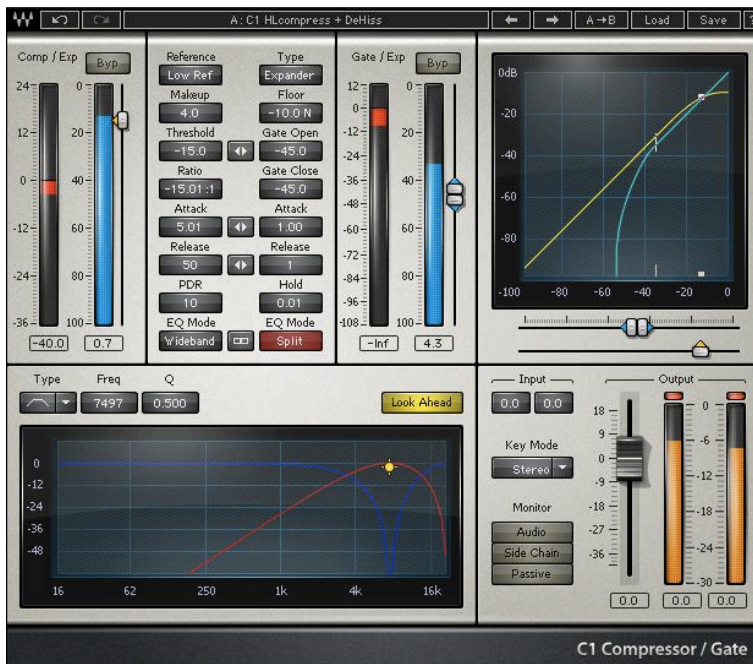 A: C1 HLcompress + DeHiss
A→B
Load
Save
?
Comp / Exp
Byp
24
12
0
-12
-24
-36
0
20
40
60
80
100
-40.0
0.7
Reference
Type
Low Ref
Expander
Makeup
Floor
4.0
-10.0 N
Threshold
Gate Open
-15.0
-45.0
Ratio
Gate Close
-15.01:1
-45.0
Attack
Attack
5.01
1.00
Release
Release
50
1
PDR
Hold
10
0.01
EQ Mode
EQ Mode
Wideband
Split
Gate / Exp
Byp
12
0
-12
-24
-36
-48
-60
-72
-84
-96
-108
0
20
40
60
80
100
-Inf
4.3
0dB
-20
-40
-60
-80
-100
-80
-60
-40
-20
0
Type
Freq
Q
7497
0.500
Look Ahead
0
-12
-24
-36
-48
16
62
250
1k
4k
16k
Input
0.0
0.0
Key Mode
Stereo
Monitor
Audio
Side Chain
Passive
Output
18
9
0
-9
-18
-27
-36
0
-6
-12
-24
-30
0.0
0.0
0.0
C1 Compressor / Gate